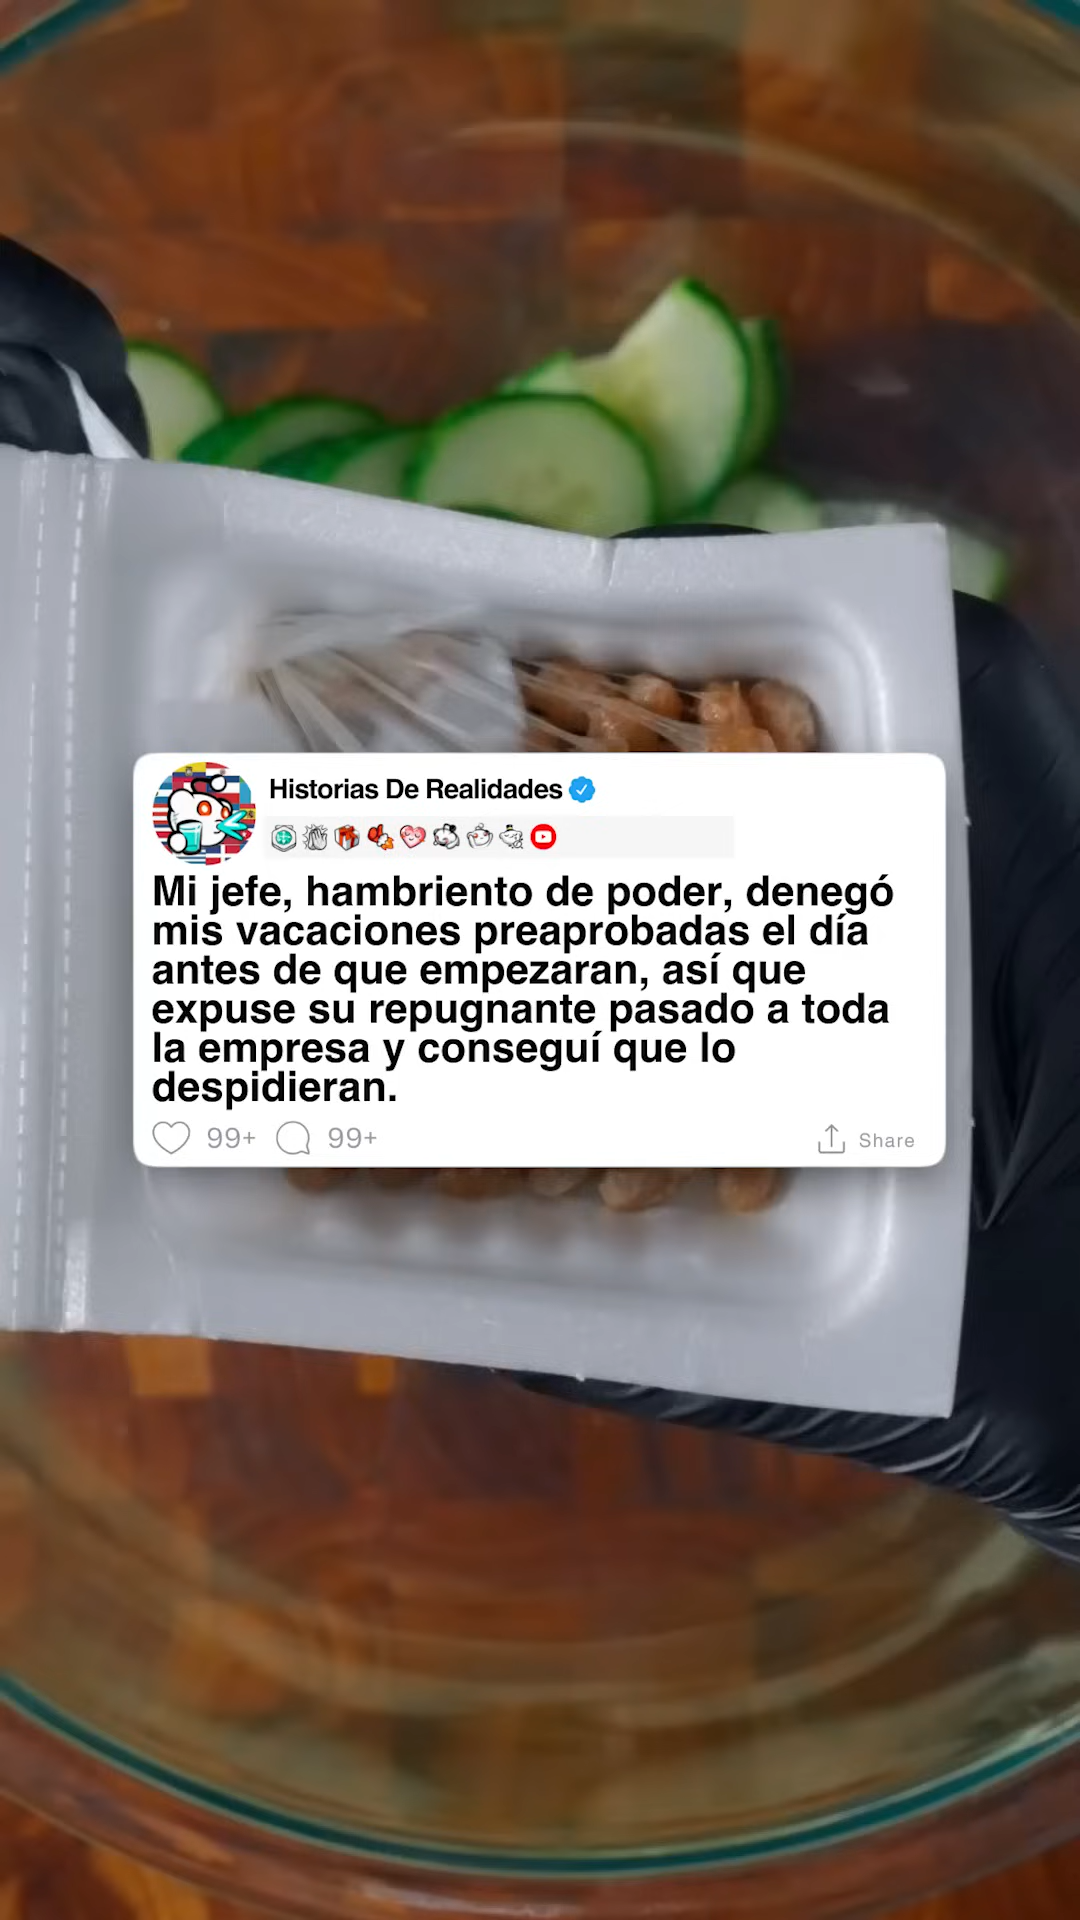 Historias De Realidades
Mi jefe, hambriento de poder, denegó
mis vacaciones preaprobadas el día
antes de que empezaran, así que
expuse su repugnante pasado a toda
la empresa y conseguí que lo
despidieran.
99+ 99+ Share